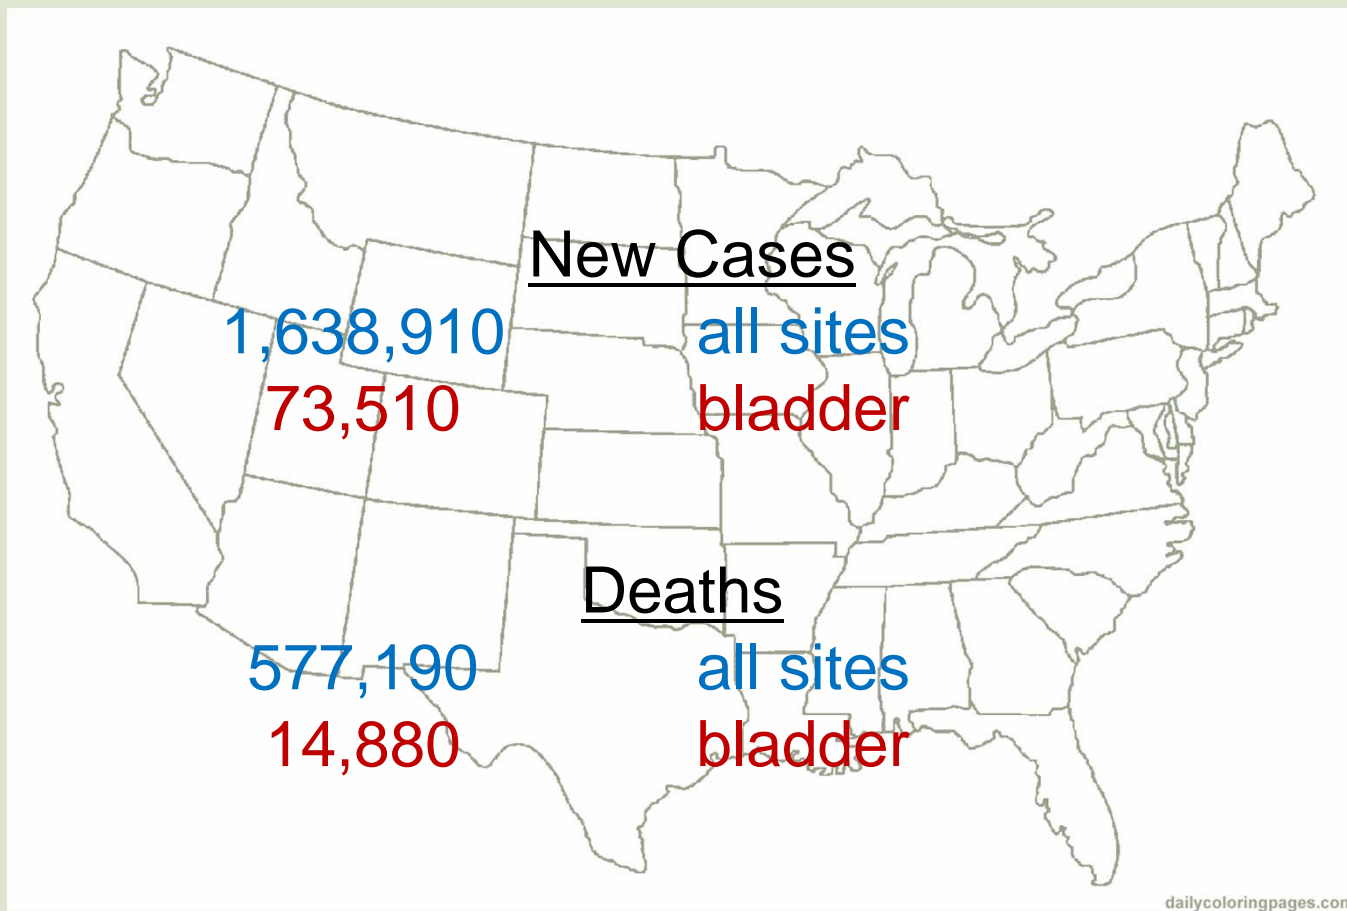 New Cases
1,638,910 all sites
73,510 bladder
Deaths
577,190 all sites
14,880 bladder
dailycoloringpages.com